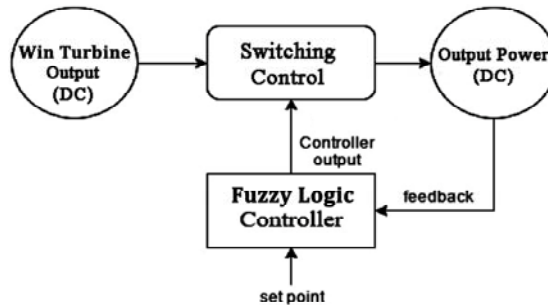 Win Turbine
Output
(DC)
Switching
Control
Output Power
(DC)
Controller
output
Fuzzy Logic
Controller
feedback
set point